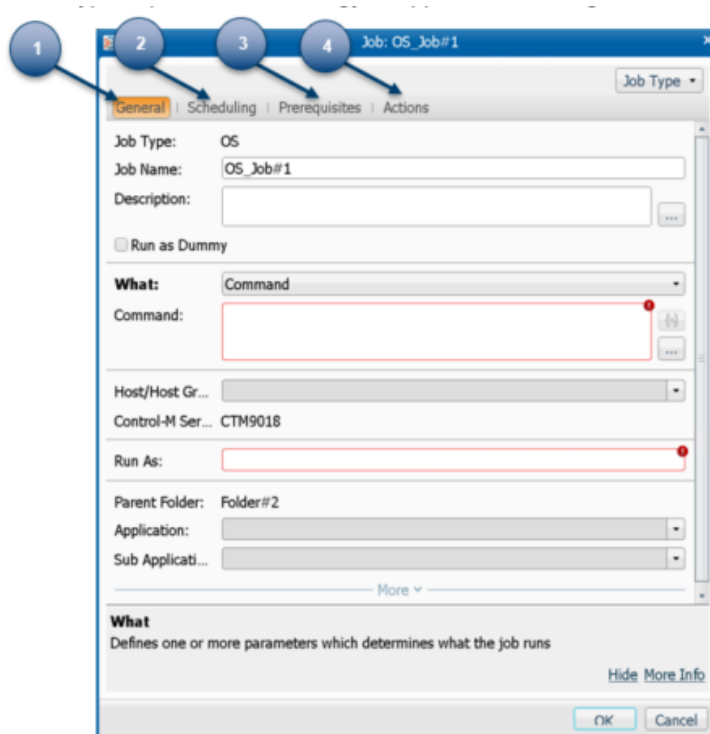 1 2 3 4
Job: OS_Job#1
Job Type
General | Scheduling | Prerequisites | Actions
Job Type: OS
Job Name: OS_Job#1
Description:
...
Run as Dummy
What: Command
Command:
...
Host/Host Gr...
Control-M Ser... CTM9018
Run As:
Parent Folder: Folder#2
Application:
Sub Applicati...
More
What
Defines one or more parameters which determines what the job runs
Hide More Info
OK Cancel